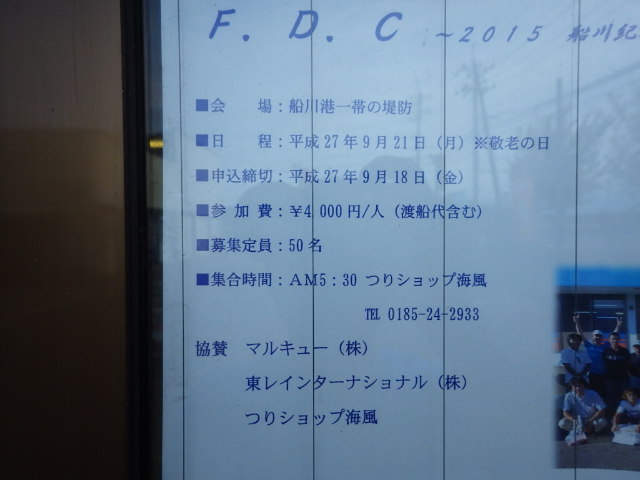 F. D. C ～2015 船川紀
■会　　場：船川港一帯の堤防
■日　　程：平成27年9月21日（月）※敬老の日
■申込締切：平成27年9月18日（金）
■参 加 費：￥4,000円/人（渡船代含む）
■募集定員：50名
■集合時間：AM5：30 つりショップ海風
℡ 0185-24-2933
協賛　マルキュー（株）
東レインターナショナル（株）
つりショップ海風